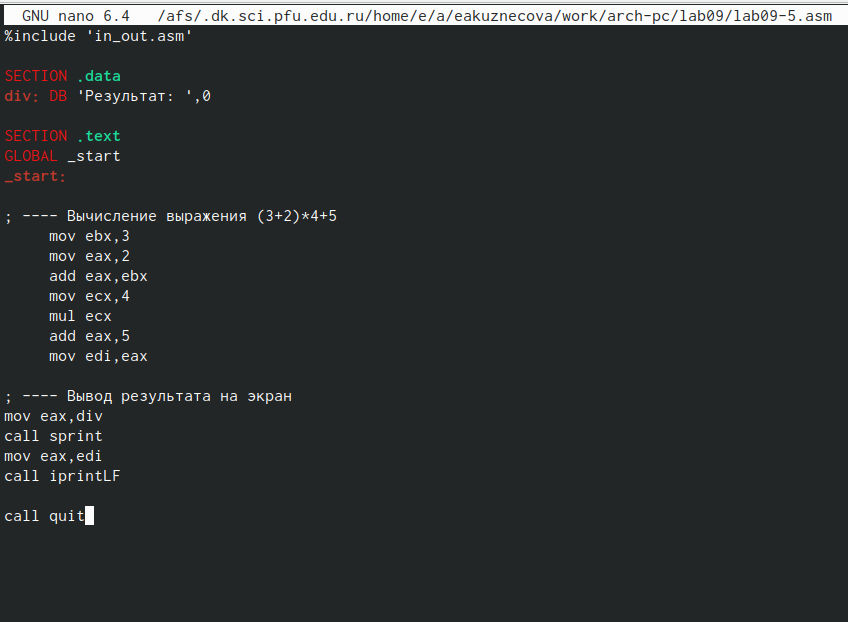 GNU nano 6.4 /afs/.dk.sci.pfu.edu.ru/home/e/a/eakuznecova/work/arch-pc/lab09/lab09-5.asm
%include 'in_out.asm'
SECTION .data
div: DB 'Результат: ',0
SECTION .text
GLOBAL _start
_start:
; ---- Вычисление выражения (3+2)*4+5
mov ebx,3
mov eax,2
add eax,ebx
mov ecx,4
mul ecx
add eax,5
mov edi,eax
; ---- Вывод результата на экран
mov eax,div
call sprint
mov eax,edi
call iprintLF
call quit